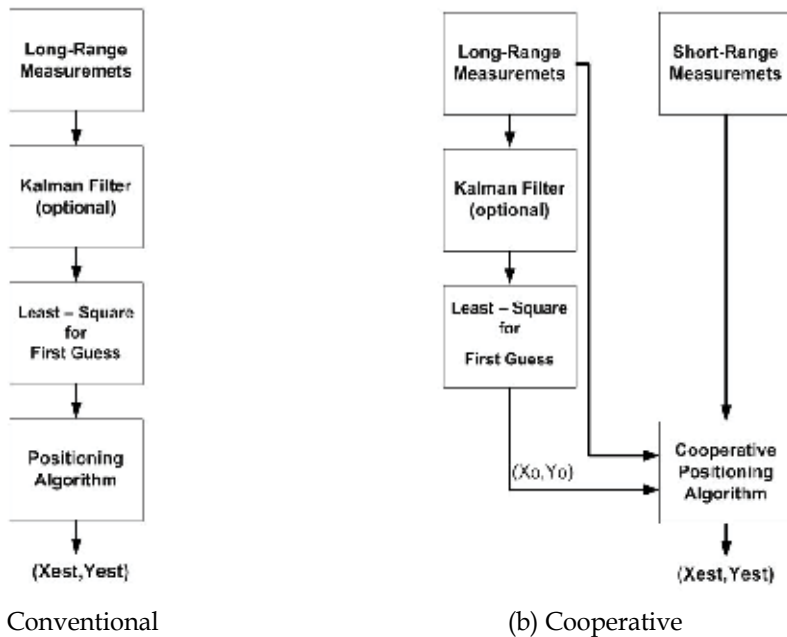 Long-Range
Measuremets
Kalman Filter
(optional)
Least – Square
for
First Guess
Positioning
Algorithm
(Xest,Yest)
Conventional
Long-Range
Measuremets
Kalman Filter
(optional)
Least – Square
for
First Guess
(Xo,Yo)
Short-Range
Measuremets
Cooperative
Positioning
Algorithm
(Xest,Yest)
(b) Cooperative